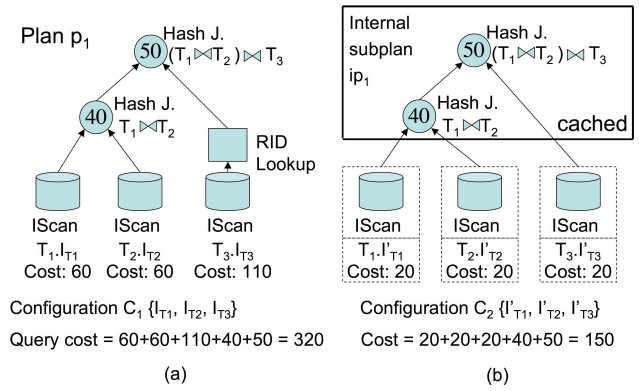 Plan p1
Hash J.
50
(T1 ⋈ T2) ⋈ T3
Hash J.
40
T1 ⋈ T2
RID
Lookup
IScan IScan IScan
T1.IT1 T2.IT2 T3.IT3
Cost: 60 Cost: 60 Cost: 110
Configuration C1 {IT1, IT2, IT3}
Query cost = 60+60+110+40+50 = 320
(a)
Internal
subplan
ip1
Hash J.
50
(T1 ⋈ T2) ⋈ T3
Hash J.
40
T1 ⋈ T2
cached
IScan IScan IScan
T1.I'T1 T2.I'T2 T3.I'T3
Cost: 20 Cost: 20 Cost: 20
Configuration C2 {I'T1, I'T2, I'T3}
Cost = 20+20+20+40+50 = 150
(b)